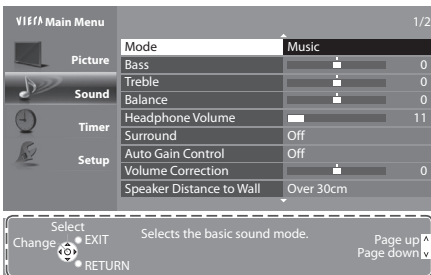 VIErA Main Menu 1/2
Picture
Sound
Timer
Setup
Mode Music
Bass 0
Treble 0
Balance 0
Headphone Volume 11
Surround Off
Auto Gain Control Off
Volume Correction 0
Speaker Distance to Wall Over 30cm
Select
Change
EXIT
RETURN
Selects the basic sound mode.
Page up
Page down